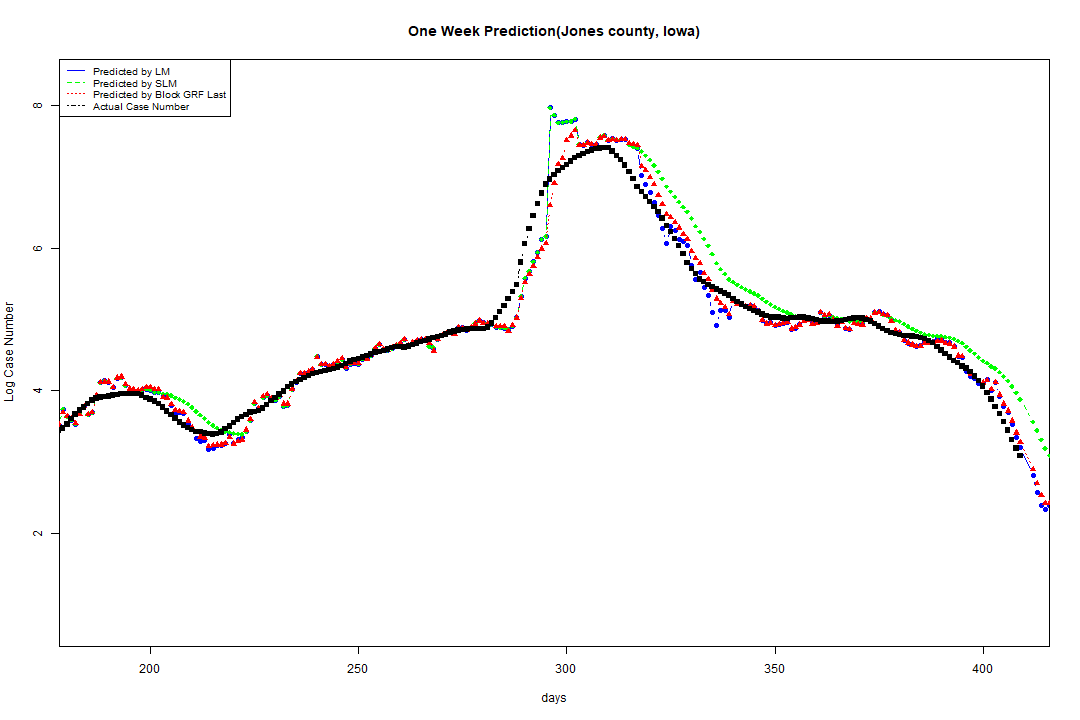 One Week Prediction(Jones county, Iowa)
Predicted by LM
Predicted by SLM
Predicted by Block GRF Last
Actual Case Number
8
6
4
2
Log Case Number
200 250 300 350 400
days